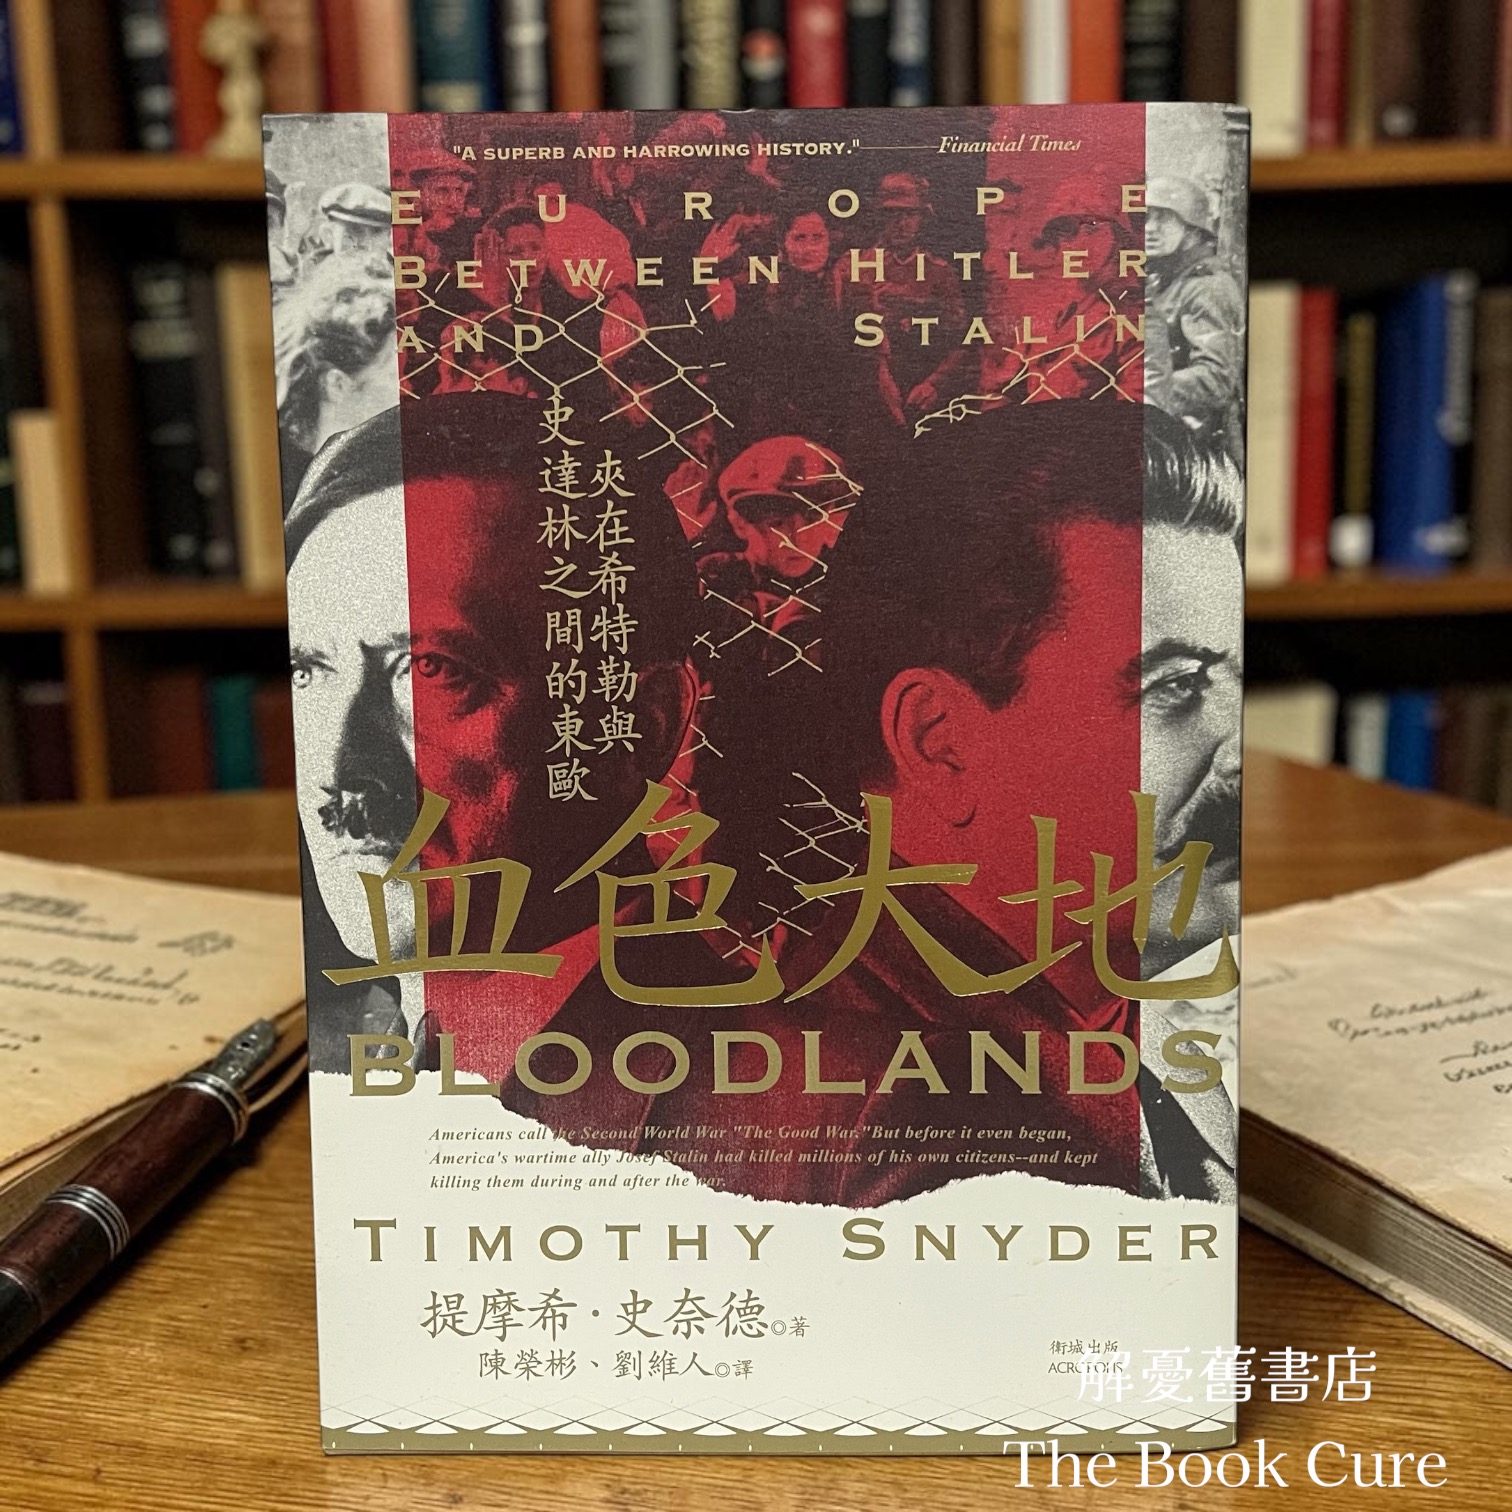 "A SUPERB AND HARROWING HISTORY."———Financial Times
EUROPE
BETWEEN HITLER
AND STALIN
夾在希特勒與
史達林之間的東歐
血色大地
BLOODLANDS
Americans call the Second World War "The Good War." But before it even began,
America's wartime ally Josef Stalin had killed millions of his own citizens--and kept
killing them during and after the war.
TIMOTHY SNYDER
提摩希·史奈德◎著
陳榮彬、劉維人◎譯
衛城出版
ACROPOLIS
解憂舊書店
The Book Cure